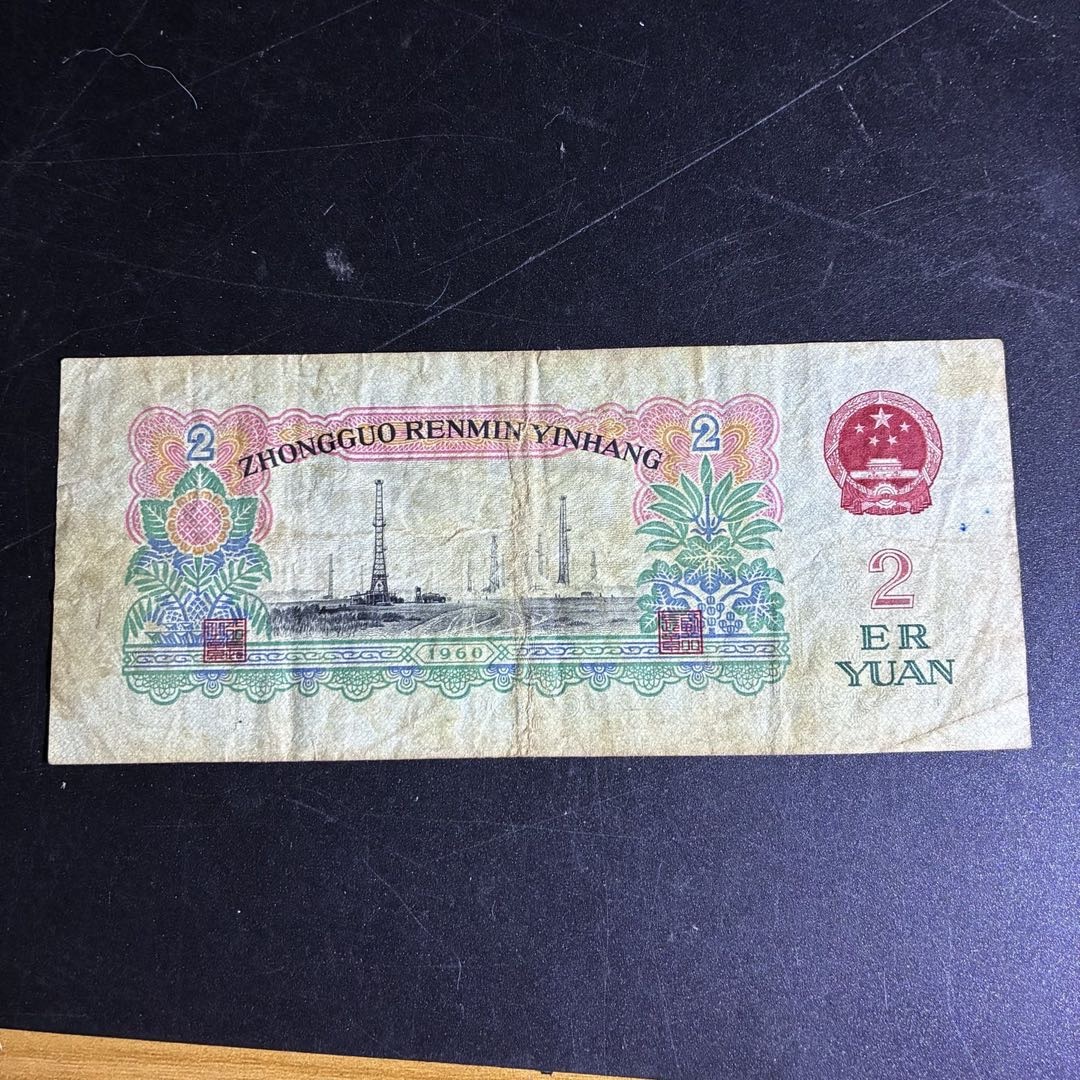 2
ZHONGGUO RENMIN YINHANG
2
1960
2
ER
YUAN